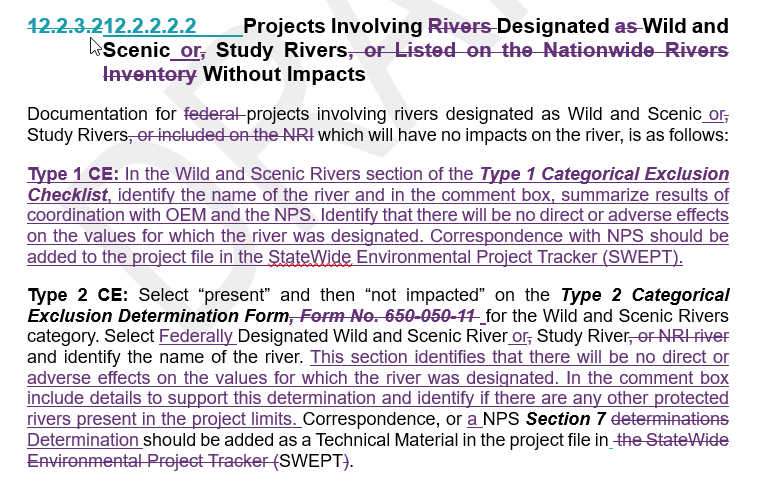 12.2.3.212.2.2.2.2 Projects Involving Rivers Designated as Wild and
Scenic or, Study Rivers, or Listed on the Nationwide Rivers
Inventory Without Impacts
Documentation for federal projects involving rivers designated as Wild and Scenic or,
Study Rivers, or included on the NRI which will have no impacts on the river, is as follows:
Type 1 CE: In the Wild and Scenic Rivers section of the Type 1 Categorical Exclusion
Checklist, identify the name of the river and in the comment box, summarize results of
coordination with OEM and the NPS. Identify that there will be no direct or adverse effects
on the values for which the river was designated. Correspondence with NPS should be
added to the project file in the StateWide Environmental Project Tracker (SWEPT).
Type 2 CE: Select “present” and then “not impacted” on the Type 2 Categorical
Exclusion Determination Form, Form No. 650-050-11 for the Wild and Scenic Rivers
category. Select Federally Designated Wild and Scenic River or, Study River, or NRI river
and identify the name of the river. This section identifies that there will be no direct or
adverse effects on the values for which the river was designated. In the comment box
include details to support this determination and identify if there are any other protected
rivers present in the project limits. Correspondence, or a NPS Section 7 determinations
Determination should be added as a Technical Material in the project file in the StateWide
Environmental Project Tracker (SWEPT).